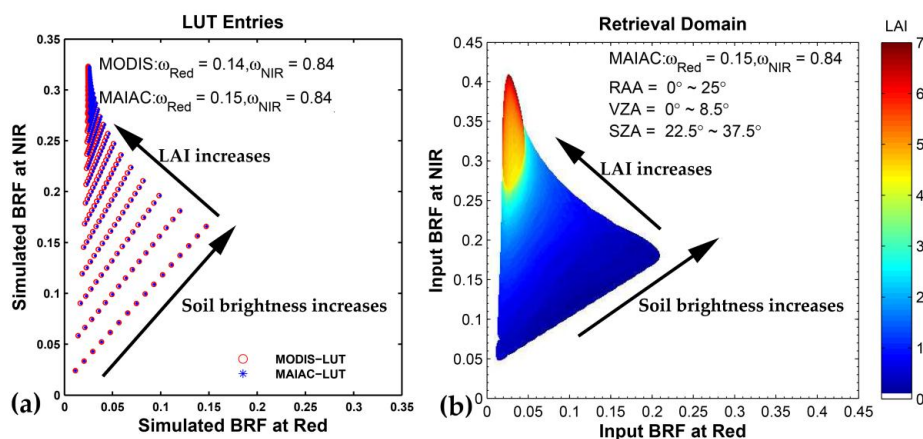 LUT Entries
MODIS:ωRed = 0.14,ωNIR = 0.84
MAIAC:ωRed = 0.15,ωNIR = 0.84
LAI increases
Soil brightness increases
MODIS-LUT
MAIAC-LUT
Simulated BRF at NIR
0.35
0.3
0.25
0.2
0.15
0.1
0.05
0
0 0.05 0.1 0.15 0.2 0.25 0.3 0.35
Simulated BRF at Red
(a)
Retrieval Domain
MAIAC:ωRed = 0.15,ωNIR = 0.84
RAA = 0° ~ 25°
VZA = 0° ~ 8.5°
SZA = 22.5° ~ 37.5°
LAI increases
Soil brightness increases
Input BRF at NIR
0.45
0.4
0.35
0.3
0.25
0.2
0.15
0.1
0.05
0
0 0.05 0.1 0.15 0.2 0.25 0.3 0.35 0.4 0.45
Input BRF at Red
(b)
LAI
7
6
5
4
3
2
1
0